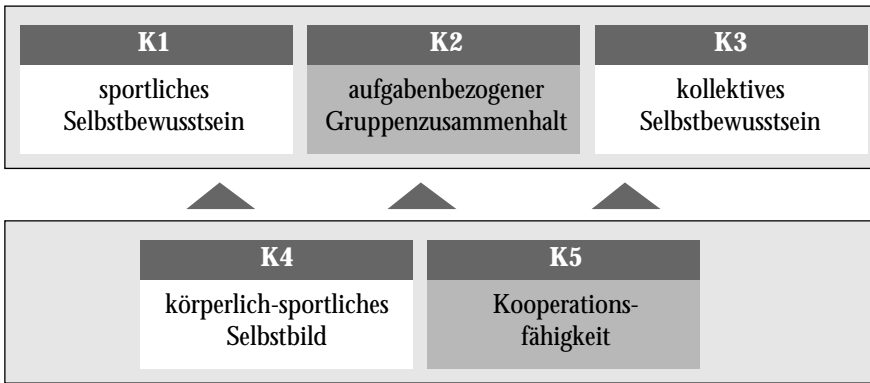 K1
sportliches
Selbstbewusstsein
K2
aufgabenbezogener
Gruppenzusammenhalt
K3
kollektives
Selbstbewusstsein
K4
körperlich-sportliches
Selbstbild
K5
Kooperations-
fähigkeit